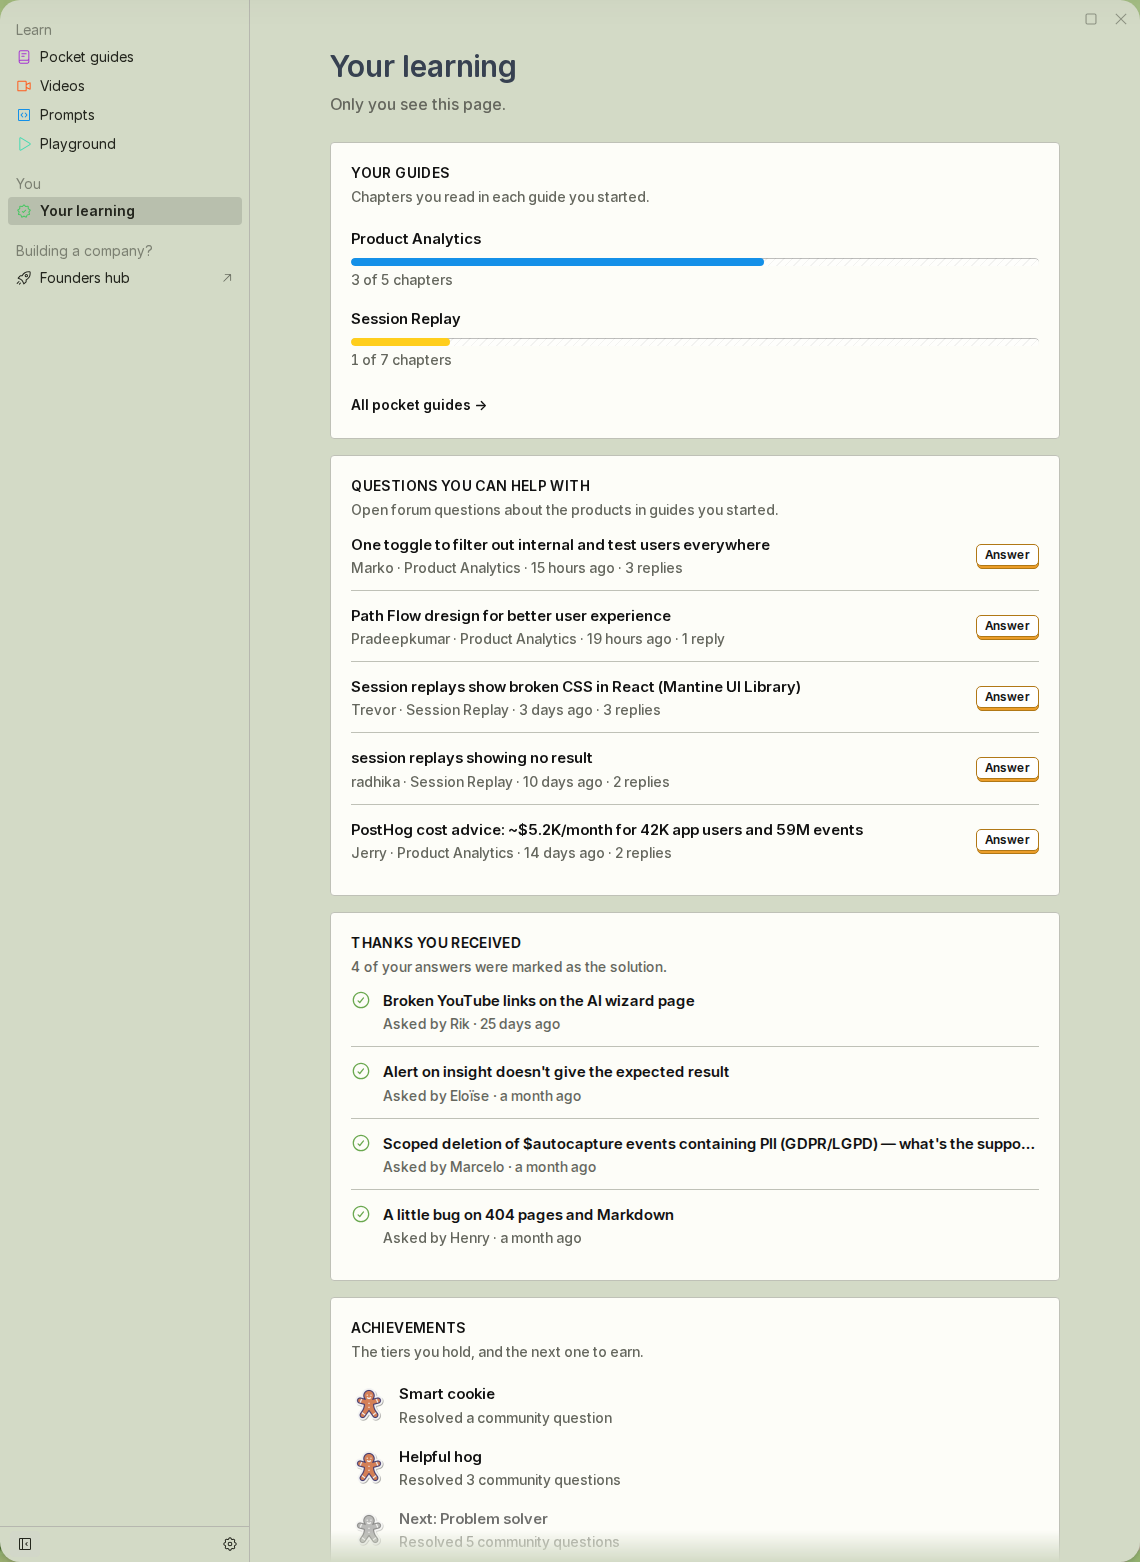 Learn
Pocket guides
Videos
Prompts
Playground
You
Your learning
Building a company?
Founders hub
Your learning
Only you see this page.
YOUR GUIDES
Chapters you read in each guide you started.
Product Analytics
3 of 5 chapters
Session Replay
1 of 7 chapters
All pocket guides →
QUESTIONS YOU CAN HELP WITH
Open forum questions about the products in guides you started.
One toggle to filter out internal and test users everywhere
Marko · Product Analytics · 15 hours ago · 3 replies
Answer
Path Flow dresign for better user experience
Pradeepkumar · Product Analytics · 19 hours ago · 1 reply
Answer
Session replays show broken CSS in React (Mantine UI Library)
Trevor · Session Replay · 3 days ago · 3 replies
Answer
session replays showing no result
radhika · Session Replay · 10 days ago · 2 replies
Answer
PostHog cost advice: ~$5.2K/month for 42K app users and 59M events
Jerry · Product Analytics · 14 days ago · 2 replies
Answer
THANKS YOU RECEIVED
4 of your answers were marked as the solution.
Broken YouTube links on the AI wizard page
Asked by Rik · 25 days ago
Alert on insight doesn't give the expected result
Asked by Eloïse · a month ago
Scoped deletion of $autocapture events containing PII (GDPR/LGPD) — what's the suppo...
Asked by Marcelo · a month ago
A little bug on 404 pages and Markdown
Asked by Henry · a month ago
ACHIEVEMENTS
The tiers you hold, and the next one to earn.
Smart cookie
Resolved a community question
Helpful hog
Resolved 3 community questions
Next: Problem solver
Resolved 5 community questions